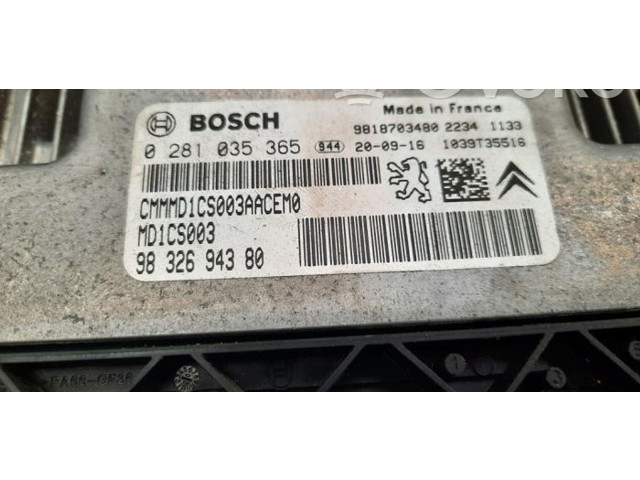 BOSCH
Made in France
9818703480 2234 1133
0 281 035 365 944 20-09-16 1039T35516
CMMMD1CS003AACEM0
MD1CS003
98 326 943 80